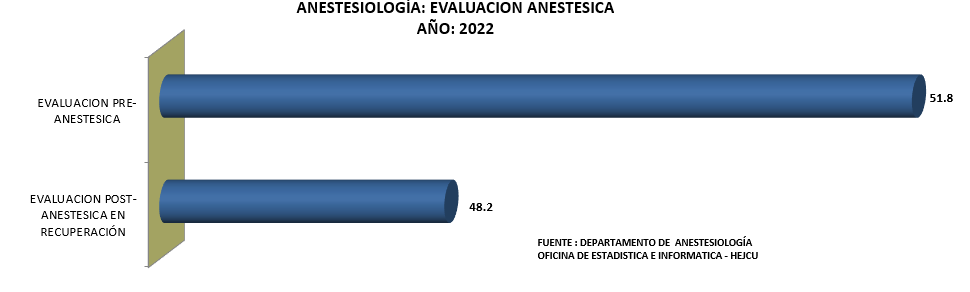 ANESTESIOLOGÍA: EVALUACION ANESTESICA
AÑO: 2022
EVALUACION PRE-
ANESTESICA
51.8
EVALUACION POST-
ANESTESICA EN
RECUPERACIÓN
48.2
FUENTE : DEPARTAMENTO DE ANESTESIOLOGÍA
OFICINA DE ESTADISTICA E INFORMATICA - HEJCU